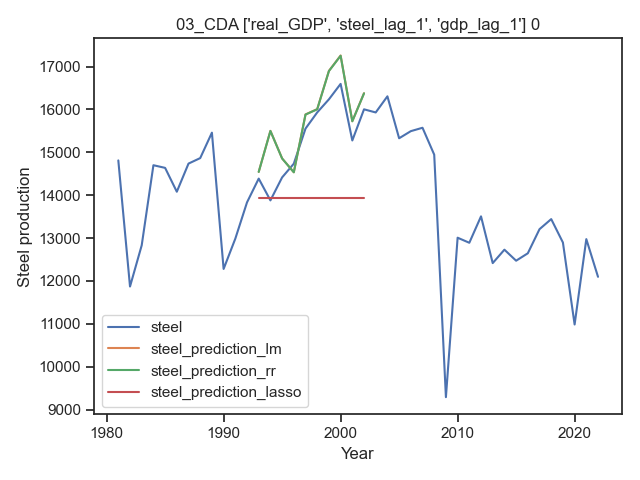 03_CDA ['real_GDP', 'steel_lag_1', 'gdp_lag_1'] 0
17000
16000
15000
14000
13000
12000
11000
10000
9000
Steel production
steel
steel_prediction_lm
steel_prediction_rr
steel_prediction_lasso
1980
1990
2000
2010
2020
Year